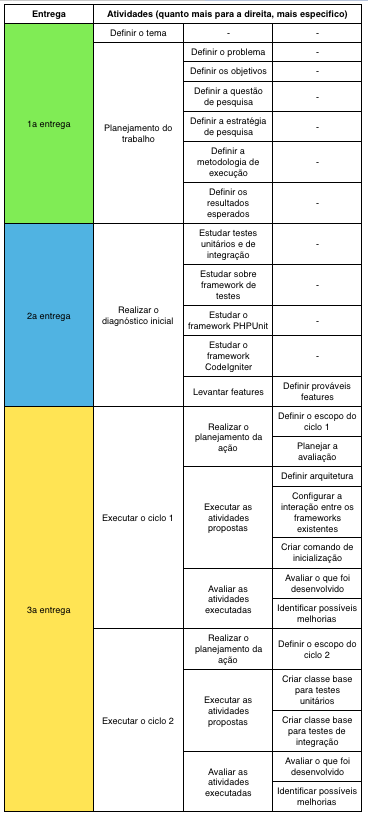 Entrega
Atividades (quanto mais para a direita, mais específico)
1a entrega
Definir o tema
-
-
Planejamento do
trabalho
Definir o problema
-
Definir os objetivos
-
Definir a questão
de pesquisa
-
Definir a estratégia
de pesquisa
-
Definir a
metodologia de
execução
-
Definir os
resultados
esperados
-
2a entrega
Realizar o
diagnóstico inicial
Estudar testes
unitários e de
integração
-
Estudar sobre
framework de
testes
-
Estudar o
framework PHPUnit
-
Estudar o
framework
CodeIgniter
-
Levantar features
Definir prováveis
features
3a entrega
Executar o ciclo 1
Realizar o
planejamento da
ação
Definir o escopo do
ciclo 1
Planejar a
avaliação
Executar as
atividades
propostas
Definir arquitetura
Configurar a
interação entre os
frameworks
existentes
Criar comando de
inicialização
Avaliar as
atividades
executadas
Avaliar o que foi
desenvolvido
Identificar possíveis
melhorias
Executar o ciclo 2
Realizar o
planejamento da
ação
Definir o escopo do
ciclo 2
Executar as
atividades
propostas
Criar classe base
para testes
unitários
Criar classe base
para testes de
integração
Avaliar as
atividades
executadas
Avaliar o que foi
desenvolvido
Identificar possíveis
melhorias